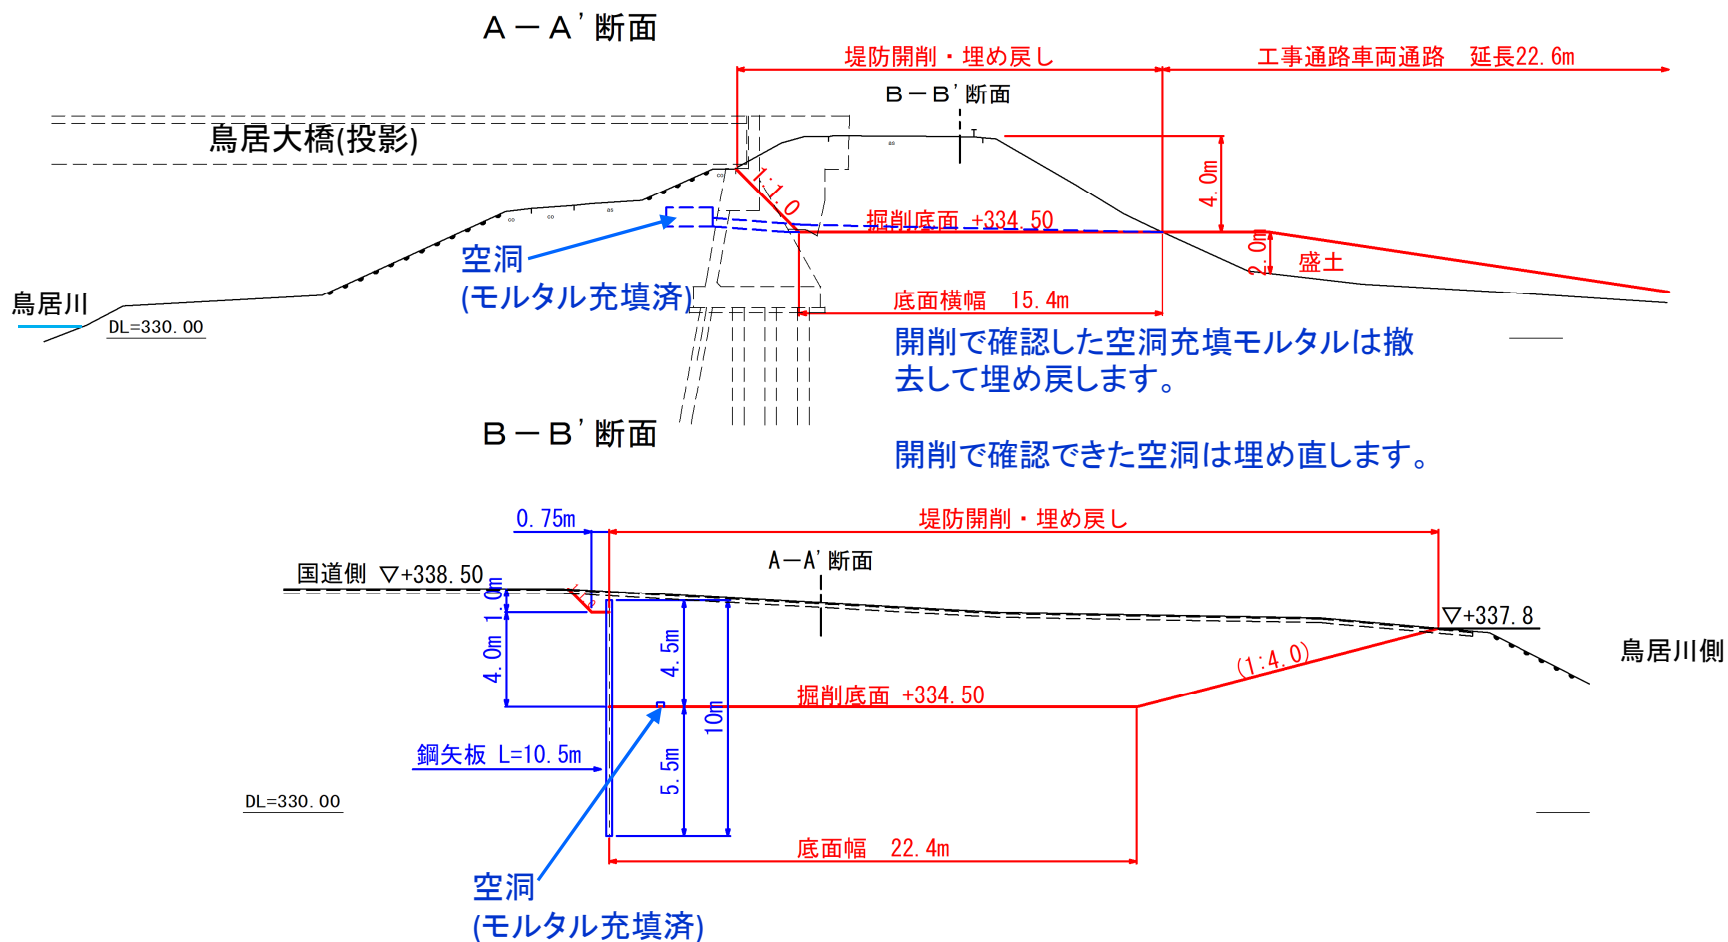 A－A'断面
堤防開削・埋め戻し
工事通路車両通路 延長22.6m
B－B'断面
鳥居大橋(投影)
1:1.0
4.0m
掘削底面 +334.50
空洞
(モルタル充填済)
2.0m
盛土
鳥居川
DL=330.00
底面横幅 15.4m
開削で確認した空洞充填モルタルは撤
去して埋め戻します。
B－B'断面
開削で確認できた空洞は埋め直します。
0.75m
堤防開削・埋め戻し
A－A'断面
国道側 ▽+338.50
1.0m
▽+337.8
4.0m
4.5m
(1:4.0)
鳥居川側
掘削底面 +334.50
10m
鋼矢板 L=10.5m
5.5m
DL=330.00
底面幅 22.4m
空洞
(モルタル充填済)